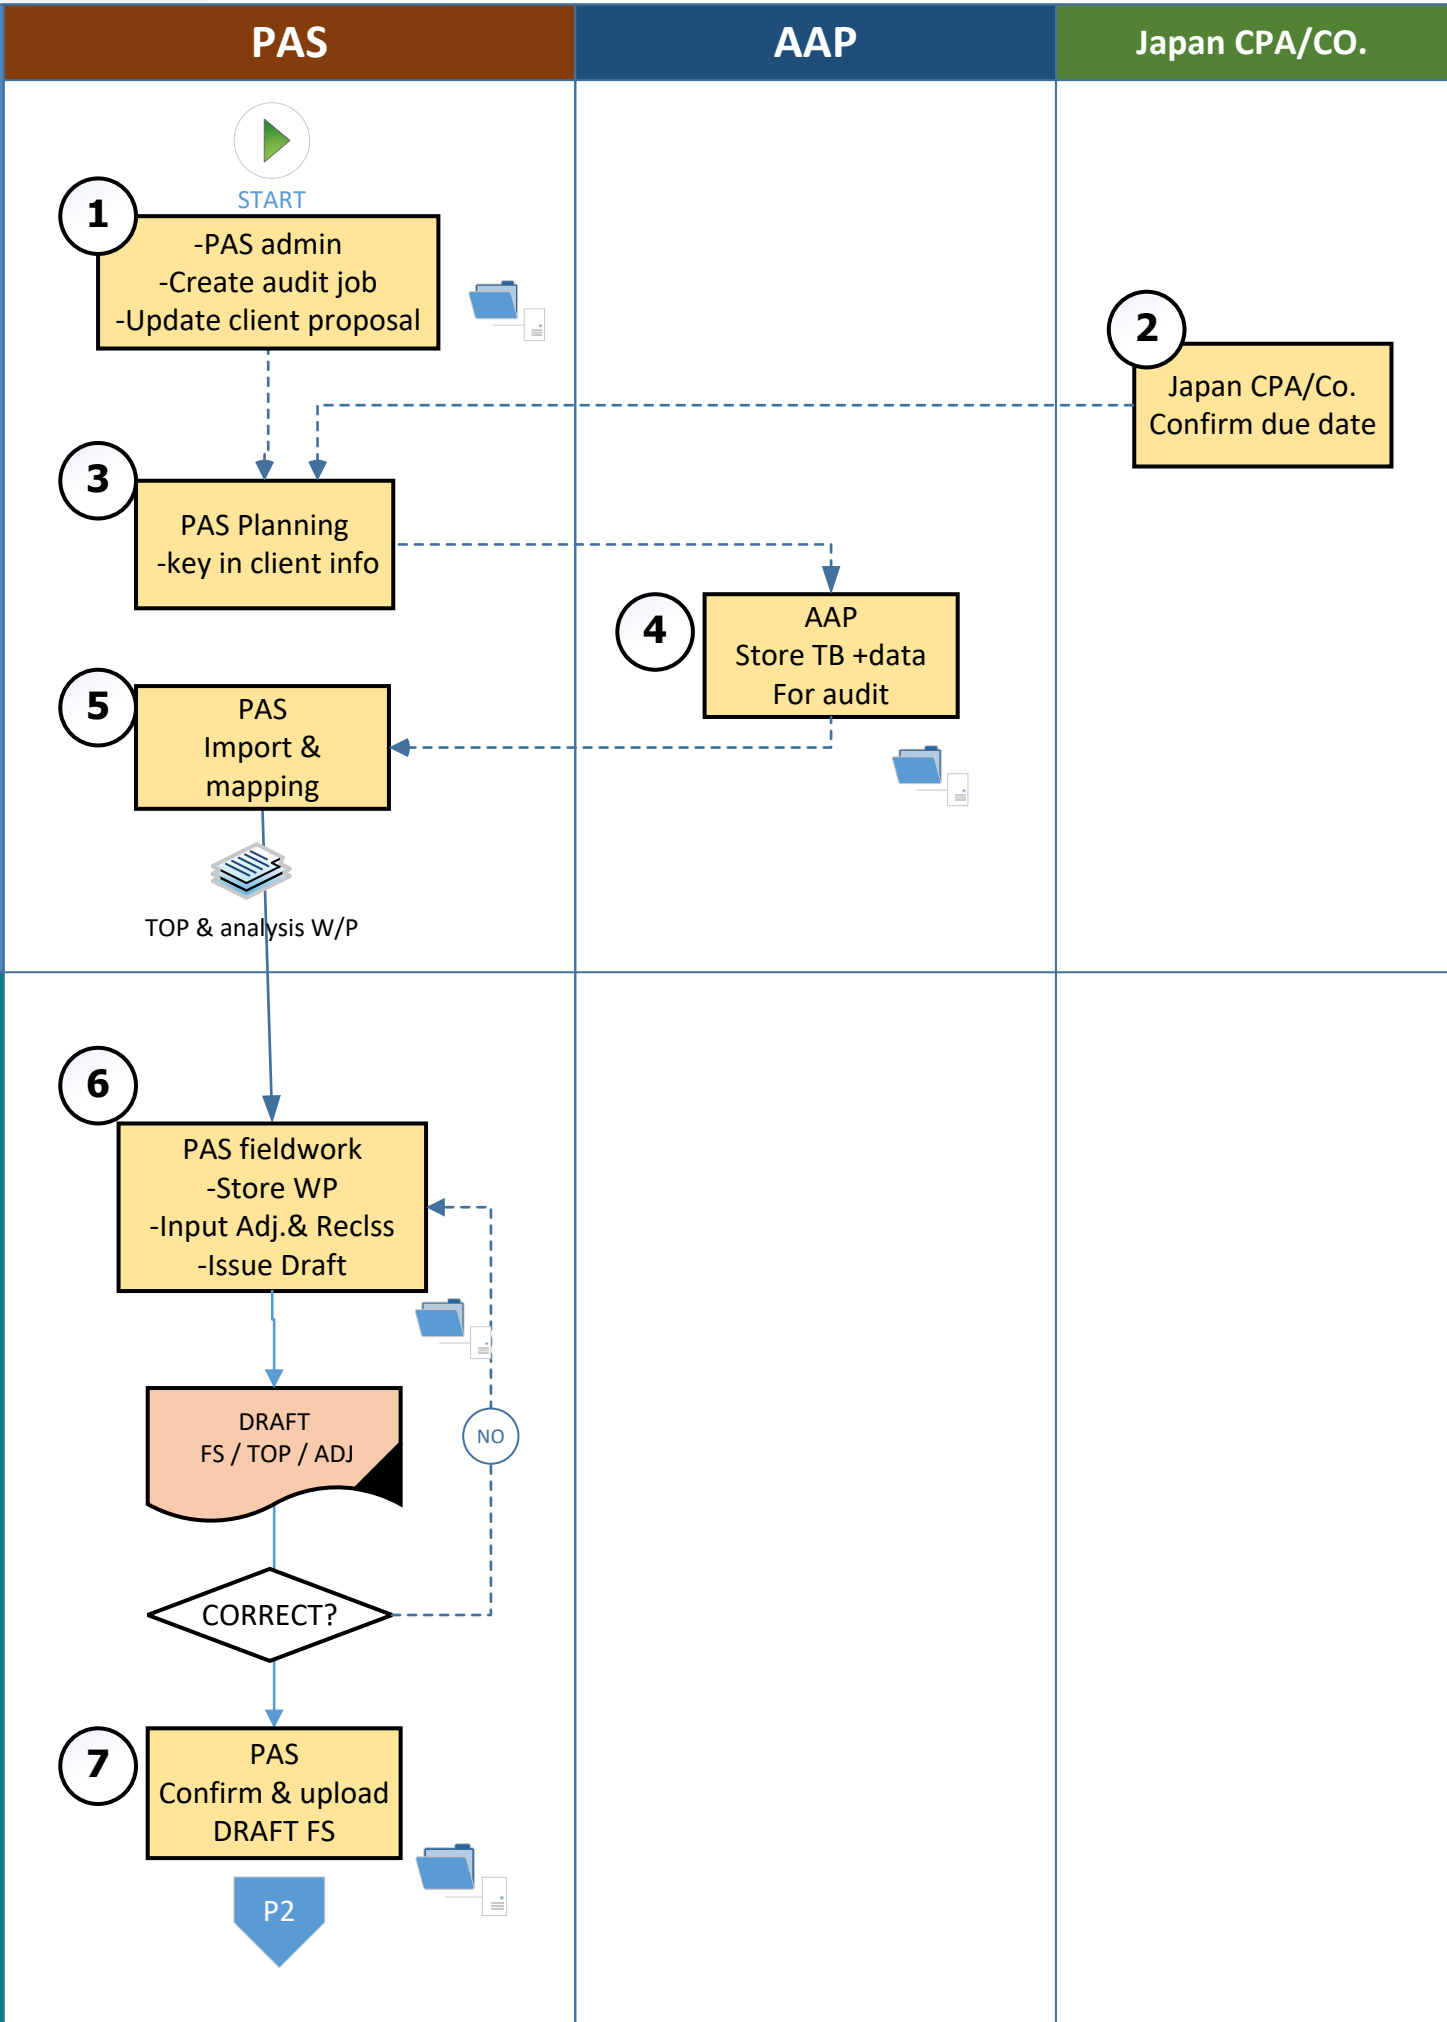 PAS
AAP
Japan CPA/CO.
START
1
-PAS admin
-Create audit job
-Update client proposal
2
Japan CPA/Co.
Confirm due date
3
PAS Planning
-key in client info
4
AAP
Store TB +data
For audit
5
PAS
Import &
mapping
TOP & analysis W/P
6
PAS fieldwork
-Store WP
-Input Adj.& Reclss
-Issue Draft
DRAFT
FS / TOP / ADJ
NO
CORRECT?
7
PAS
Confirm & upload
DRAFT FS
P2